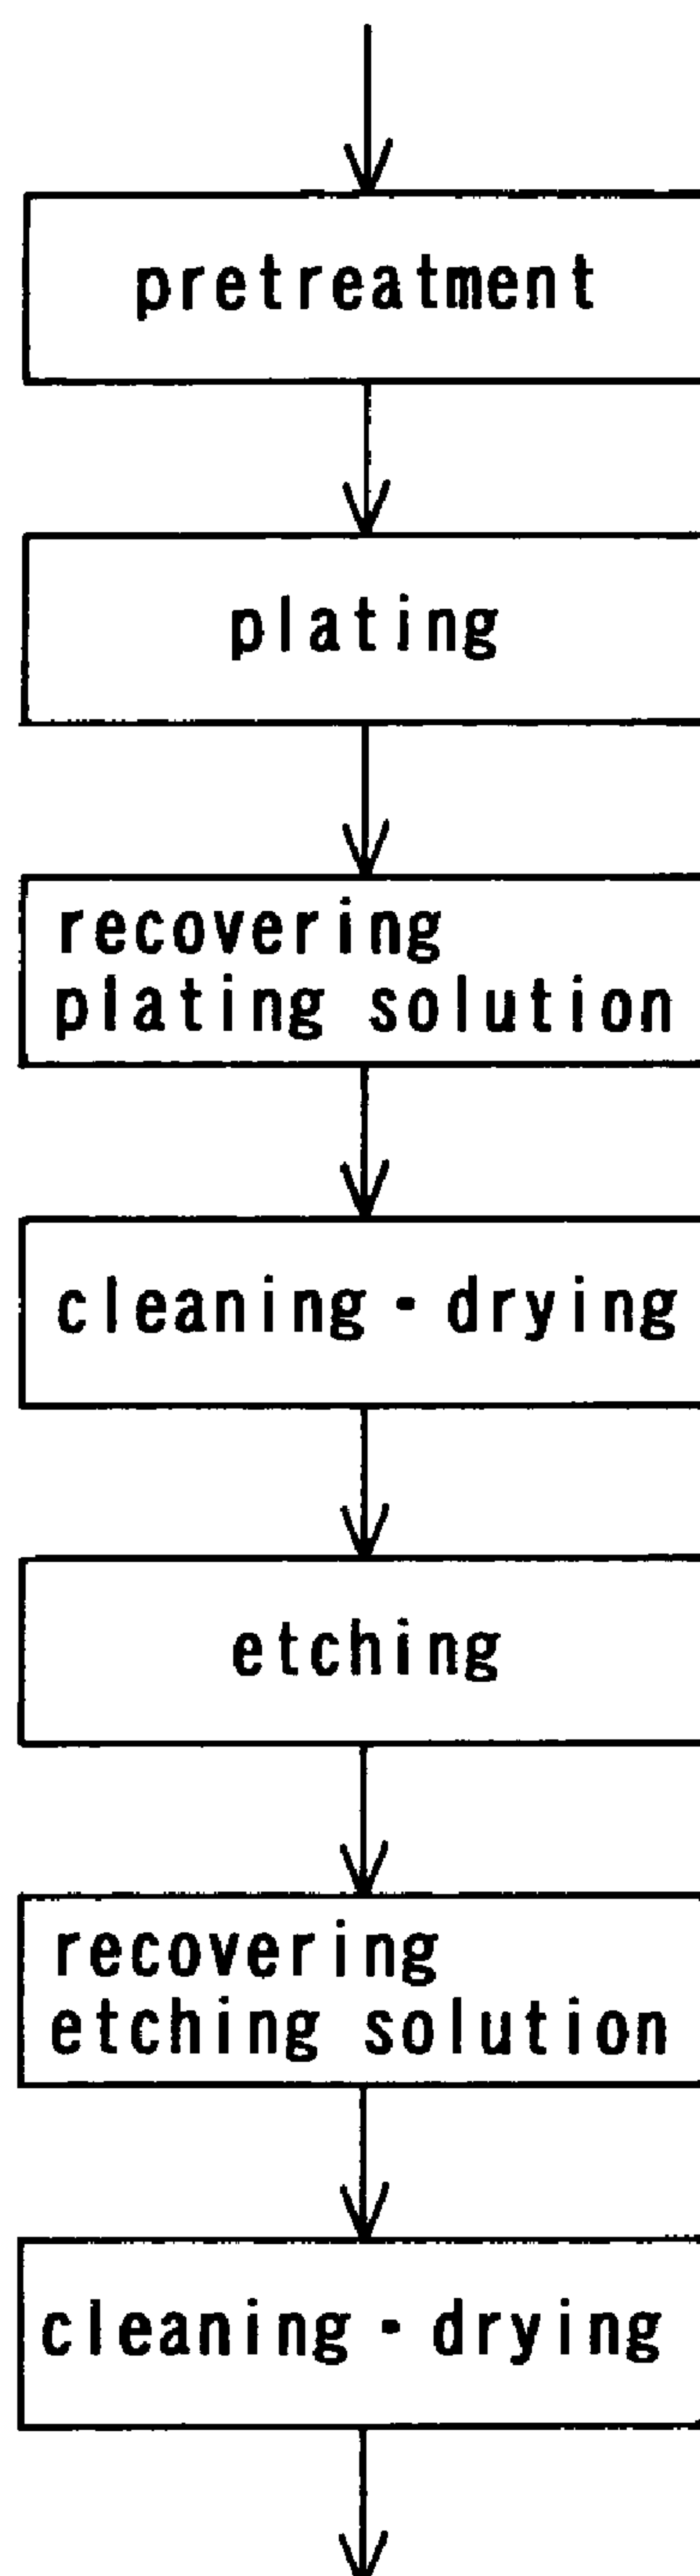 pretreatment
plating
recovering
plating solution
cleaning・drying
etching
recovering
etching solution
cleaning・drying